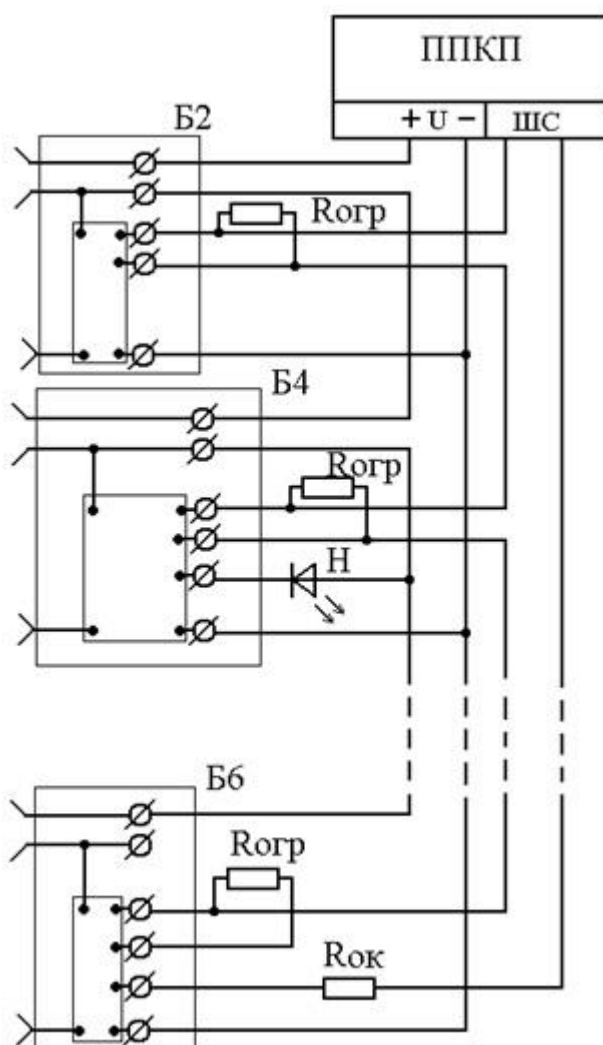 ППКП
+ U − ШС
Б2
Rогр
Б4
Rогр
Н
Б6
Rогр
Rок